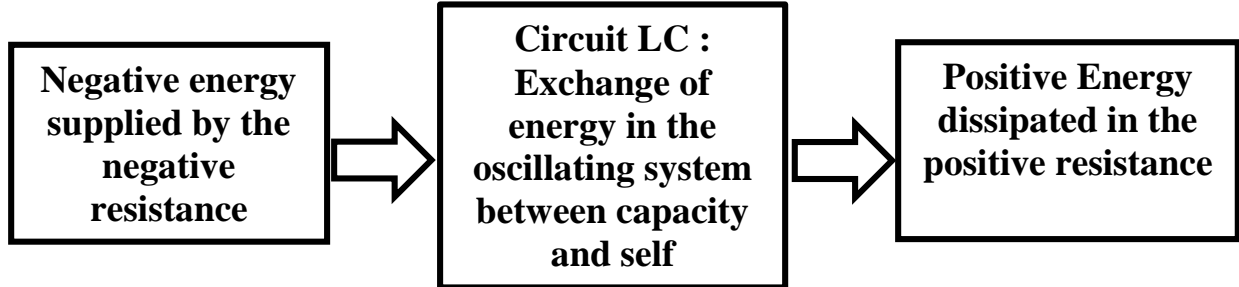 Negative energy
supplied by the
negative
resistance
Circuit LC :
Exchange of
energy in the
oscillating system
between capacity
and self
Positive Energy
dissipated in the
positive resistance